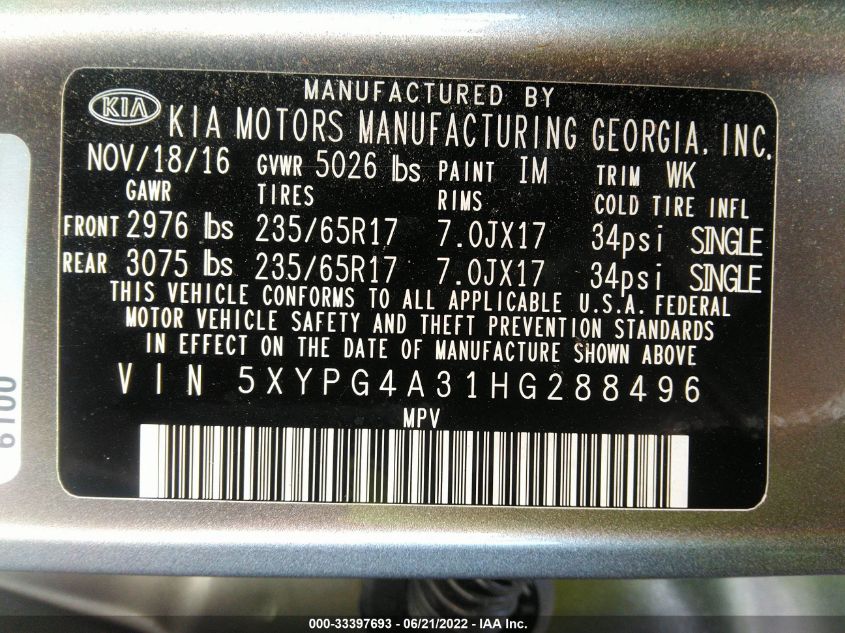 MANUFACTURED BY
KIA KIA MOTORS MANUFACTURING GEORGIA, INC.
NOV/18/16 GVWR 5026 lbs PAINT IM TRIM WK
GAWR TIRES RIMS COLD TIRE INFL
FRONT 2976 lbs 235/65R17 7.0JX17 34psi SINGLE
REAR 3075 lbs 235/65R17 7.0JX17 34psi SINGLE
THIS VEHICLE CONFORMS TO ALL APPLICABLE U.S.A. FEDERAL
MOTOR VEHICLE SAFETY AND THEFT PREVENTION STANDARDS
IN EFFECT ON THE DATE OF MANUFACTURE SHOWN ABOVE
VIN 5XYPG4A31HG288496
MPV
000-33397693 - 06/21/2022 - IAA Inc.